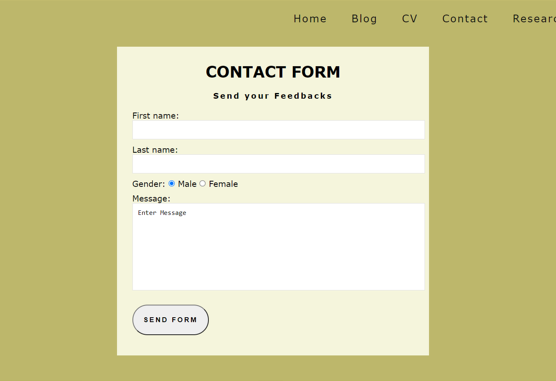 Home Blog CV Contact
CONTACT FORM
Send your Feedbacks
First name:
Last name:
Gender: Male Female
Message:
Enter Message
SEND FORM